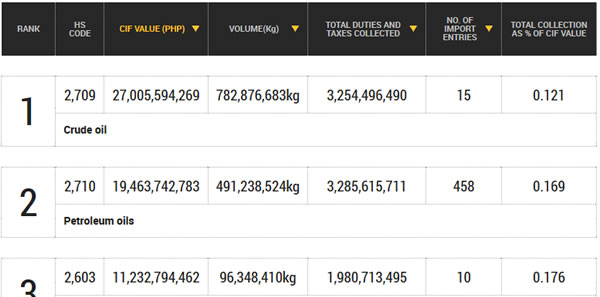 RANK HS CODE CIF VALUE (PHP) VOLUME(Kg) TOTAL DUTIES AND TAXES COLLECTED NO. OF IMPORT ENTRIES TOTAL COLLECTION AS % OF CIF VALUE
1 2,709 27,005,594,269 782,876,683kg 3,254,496,490 15 0.121
Crude oil
2 2,710 19,463,742,783 491,238,524kg 3,285,615,711 458 0.169
Petroleum oils
3 2,603 11,232,794,462 96,348,410kg 1,980,713,495 10 0.176